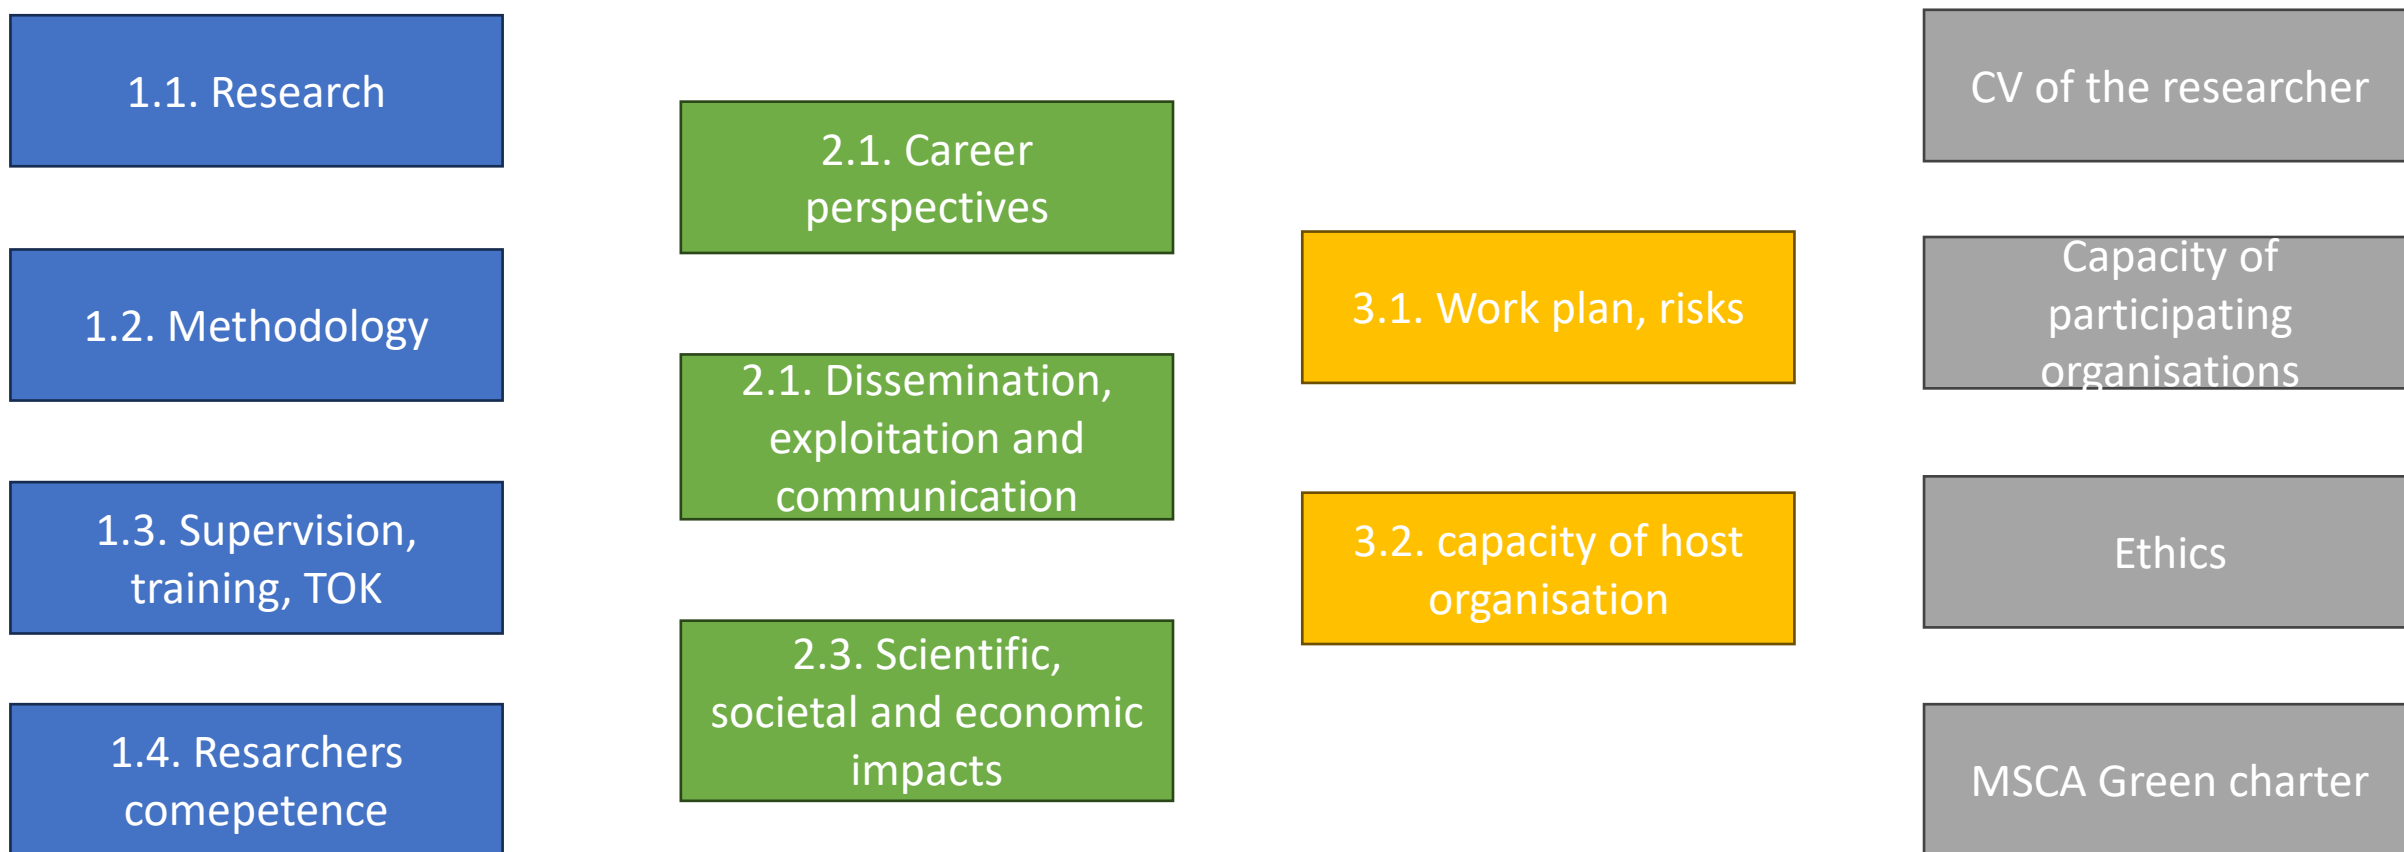 1.1. Research
1.2. Methodology
1.3. Supervision,
training, TOK
1.4. Resarchers
comepetence
2.1. Career
perspectives
2.1. Dissemination,
exploitation and
communication
2.3. Scientific,
societal and economic
impacts
3.1. Work plan, risks
3.2. capacity of host
organisation
CV of the researcher
Capacity of
participating
organisations
Ethics
MSCA Green charter